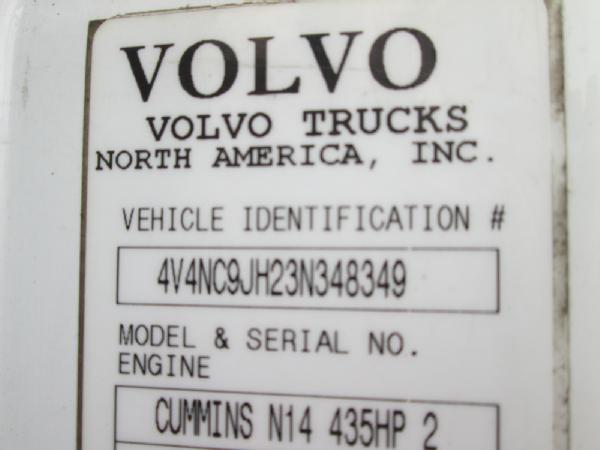 VOLVO
VOLVO TRUCKS
NORTH AMERICA, INC.
VEHICLE IDENTIFICATION #
4V4NC9JH23N348349
MODEL & SERIAL NO.
ENGINE
CUMMINS N14 435HP 2